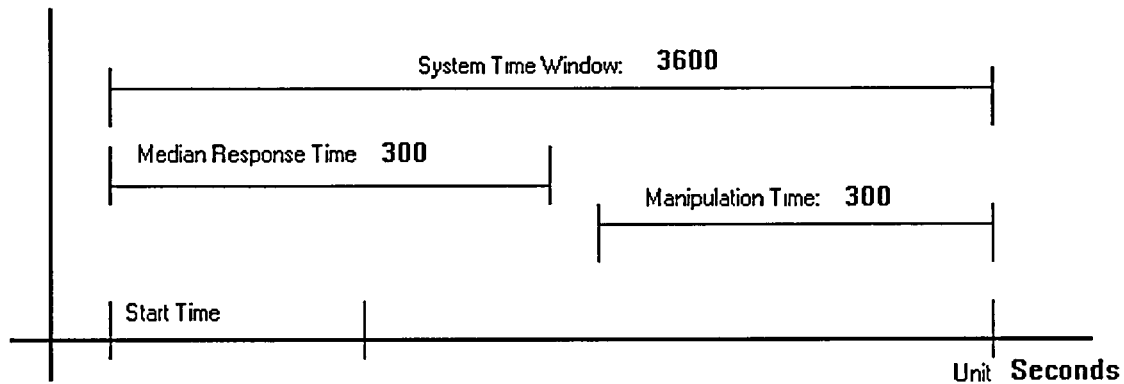 System Time Window: 3600
Median Response Time 300
Manipulation Time: 300
Start Time
Unit Seconds